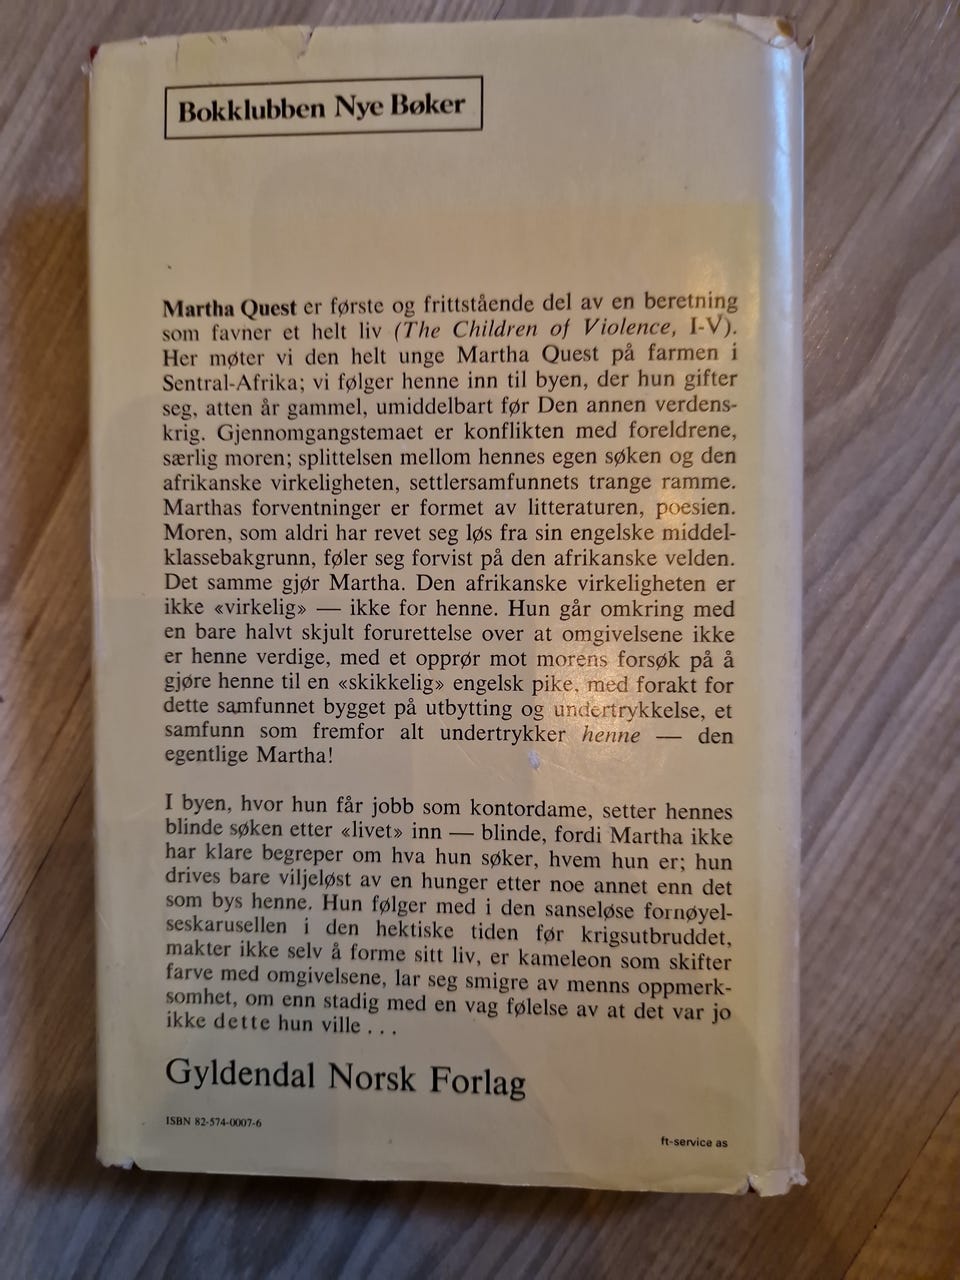 Bokklubben Nye Bøker
Martha Quest er første og frittstående del av en beretning
som favner et helt liv (The Children of Violence, I-V).
Her møter vi den helt unge Martha Quest på farmen i
Sentral-Afrika; vi følger henne inn til byen, der hun gifter
seg, atten år gammel, umiddelbart før Den annen verdens-
krig. Gjennomgangstemaet er konflikten med foreldrene,
særlig moren; splittelsen mellom hennes egen søken og den
afrikanske virkeligheten, settlersamfunnets trange ramme.
Marthas forventninger er formet av litteraturen, poesien.
Moren, som aldri har revet seg løs fra sin engelske middel-
klassebakgrunn, føler seg forvist på den afrikanske velden.
Det samme gjør Martha. Den afrikanske virkeligheten er
ikke «virkelig» — ikke for henne. Hun går omkring med
en bare halvt skjult forurettelse over at omgivelsene ikke
er henne verdige, med et opprør mot morens forsøk på å
gjøre henne til en «skikkelig» engelsk pike, med forakt for
dette samfunnet bygget på utbytting og undertrykkelse, et
samfunn som fremfor alt undertrykker henne — den
egentlige Martha!
I byen, hvor hun får jobb som kontordame, setter hennes
blinde søken etter «livet» inn — blinde, fordi Martha ikke
har klare begreper om hva hun søker, hvem hun er; hun
drives bare viljeløst av en hunger etter noe annet enn det
som bys henne. Hun følger med i den sanseløse fornøyel-
seskarusellen i den hektiske tiden før krigsutbruddet,
makter ikke selv å forme sitt liv, er kameleon som skifter
farve med omgivelsene, lar seg smigre av menns oppmerk-
somhet, om enn stadig med en vag følelse av at det var jo
ikke dette hun ville . . .
Gyldendal Norsk Forlag
ISBN 82-574-0007-6
ft-service as